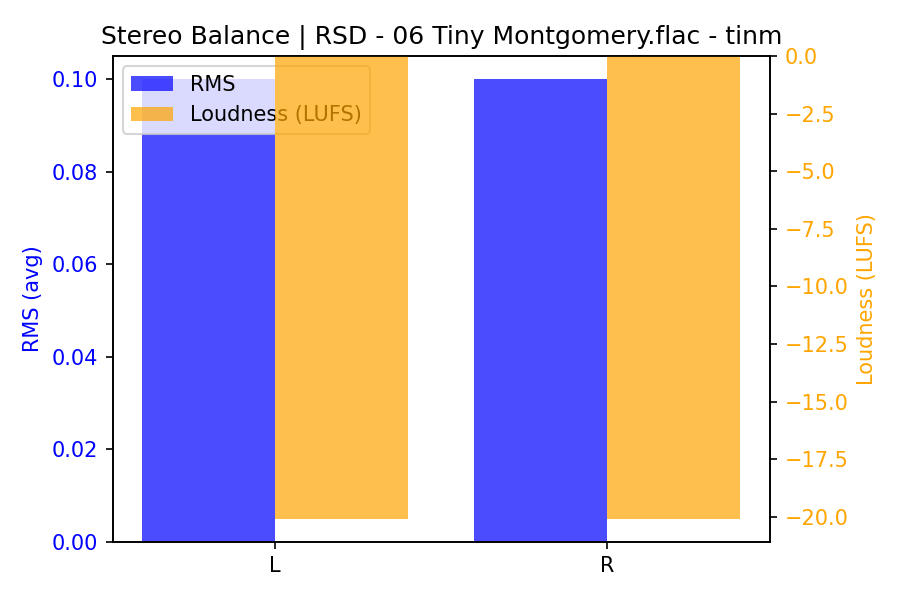 Stereo Balance | RSD - 06 Tiny Montgomery.flac - tinm
RMS
Loudness (LUFS)
RMS (avg)
0.10
0.08
0.06
0.04
0.02
0.00
L
R
0.0
−2.5
−5.0
−7.5
−10.0
−12.5
−15.0
−17.5
−20.0
Loudness (LUFS)